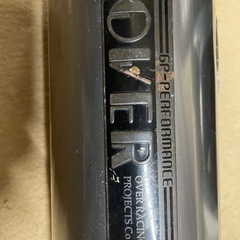 GP-PERFORMANCE
OVER
OVER RACING
PROJECTS Co